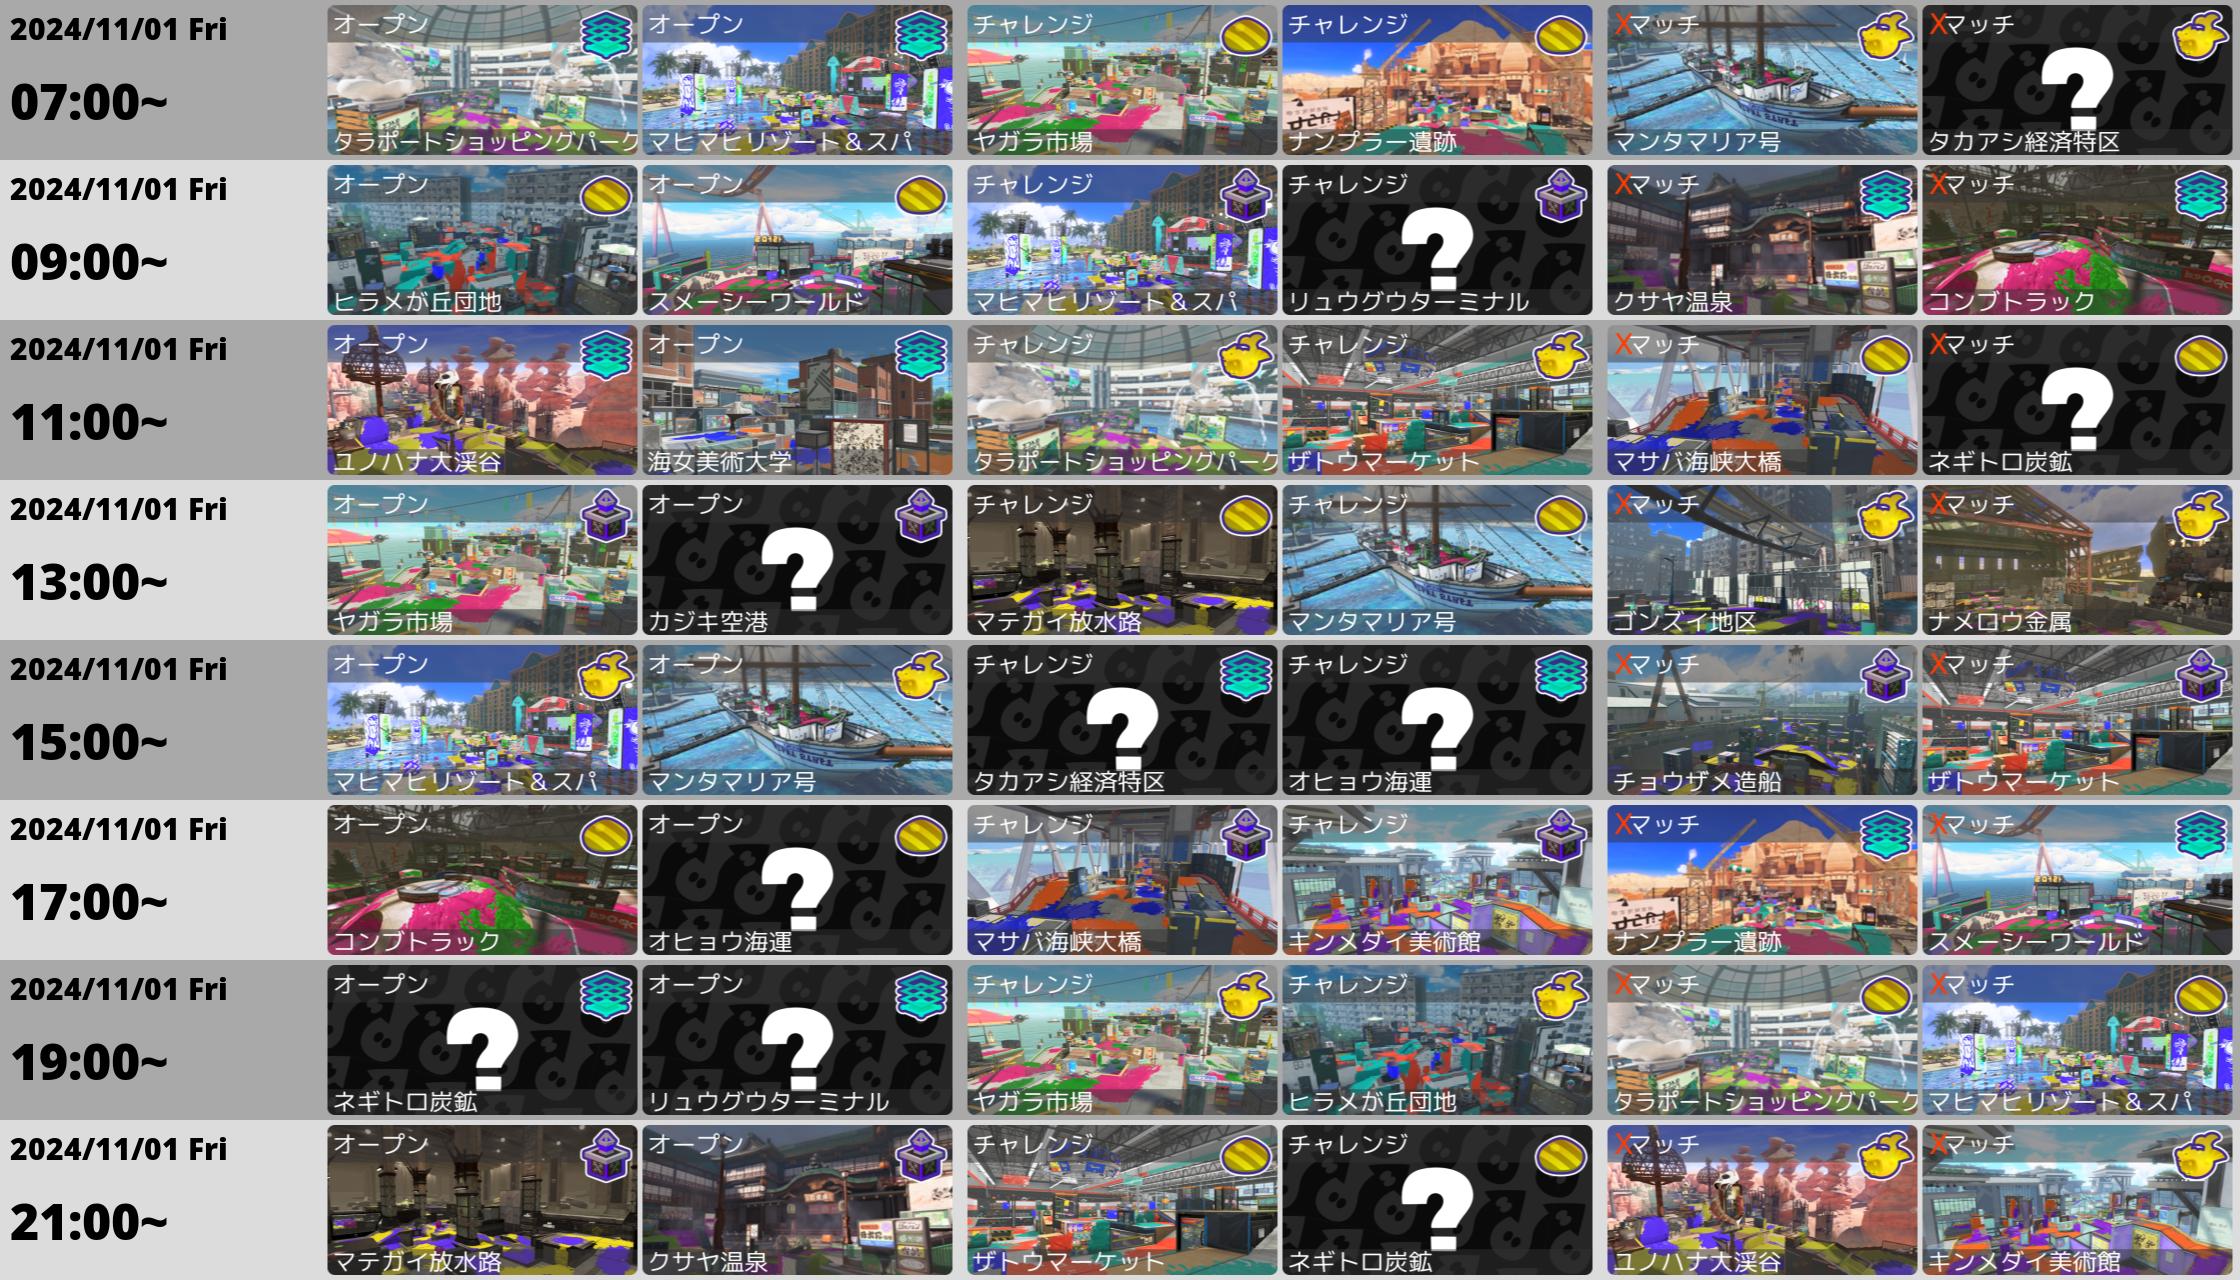 2024/11/01 Fri
07:00~
オープン
タラポートショッピングパーク
オープン
マヒマヒリゾート＆スパ
チャレンジ
ヤガラ市場
チャレンジ
ナンプラー遺跡
Xマッチ
マンタマリア号
Xマッチ
タカアシ経済特区
2024/11/01 Fri
09:00~
オープン
ヒラメが丘団地
オープン
スメーシーワールド
チャレンジ
マヒマヒリゾート＆スパ
チャレンジ
リュウグウターミナル
Xマッチ
クサヤ温泉
Xマッチ
コンブトラック
2024/11/01 Fri
11:00~
オープン
ユノハナ大渓谷
オープン
海女美術大学
チャレンジ
タラポートショッピングパーク
チャレンジ
ザトウマーケット
Xマッチ
マサバ海峡大橋
Xマッチ
ネギトロ炭鉱
2024/11/01 Fri
13:00~
オープン
ヤガラ市場
オープン
カジキ空港
チャレンジ
マテガイ放水路
チャレンジ
マンタマリア号
Xマッチ
ゴンズイ地区
Xマッチ
ナメロウ金属
2024/11/01 Fri
15:00~
オープン
マヒマヒリゾート＆スパ
オープン
マンタマリア号
チャレンジ
タカアシ経済特区
チャレンジ
オヒョウ海運
Xマッチ
チョウザメ造船
Xマッチ
ザトウマーケット
2024/11/01 Fri
17:00~
オープン
コンブトラック
オープン
オヒョウ海運
チャレンジ
マサバ海峡大橋
チャレンジ
キンメダイ美術館
Xマッチ
ナンプラー遺跡
Xマッチ
スメーシーワールド
2024/11/01 Fri
19:00~
オープン
ネギトロ炭鉱
オープン
リュウグウターミナル
チャレンジ
ヤガラ市場
チャレンジ
ヒラメが丘団地
Xマッチ
タラポートショッピングパーク
Xマッチ
マヒマヒリゾート＆スパ
2024/11/01 Fri
21:00~
オープン
マテガイ放水路
オープン
クサヤ温泉
チャレンジ
ザトウマーケット
チャレンジ
ネギトロ炭鉱
Xマッチ
ユノハナ大渓谷
Xマッチ
キンメダイ美術館